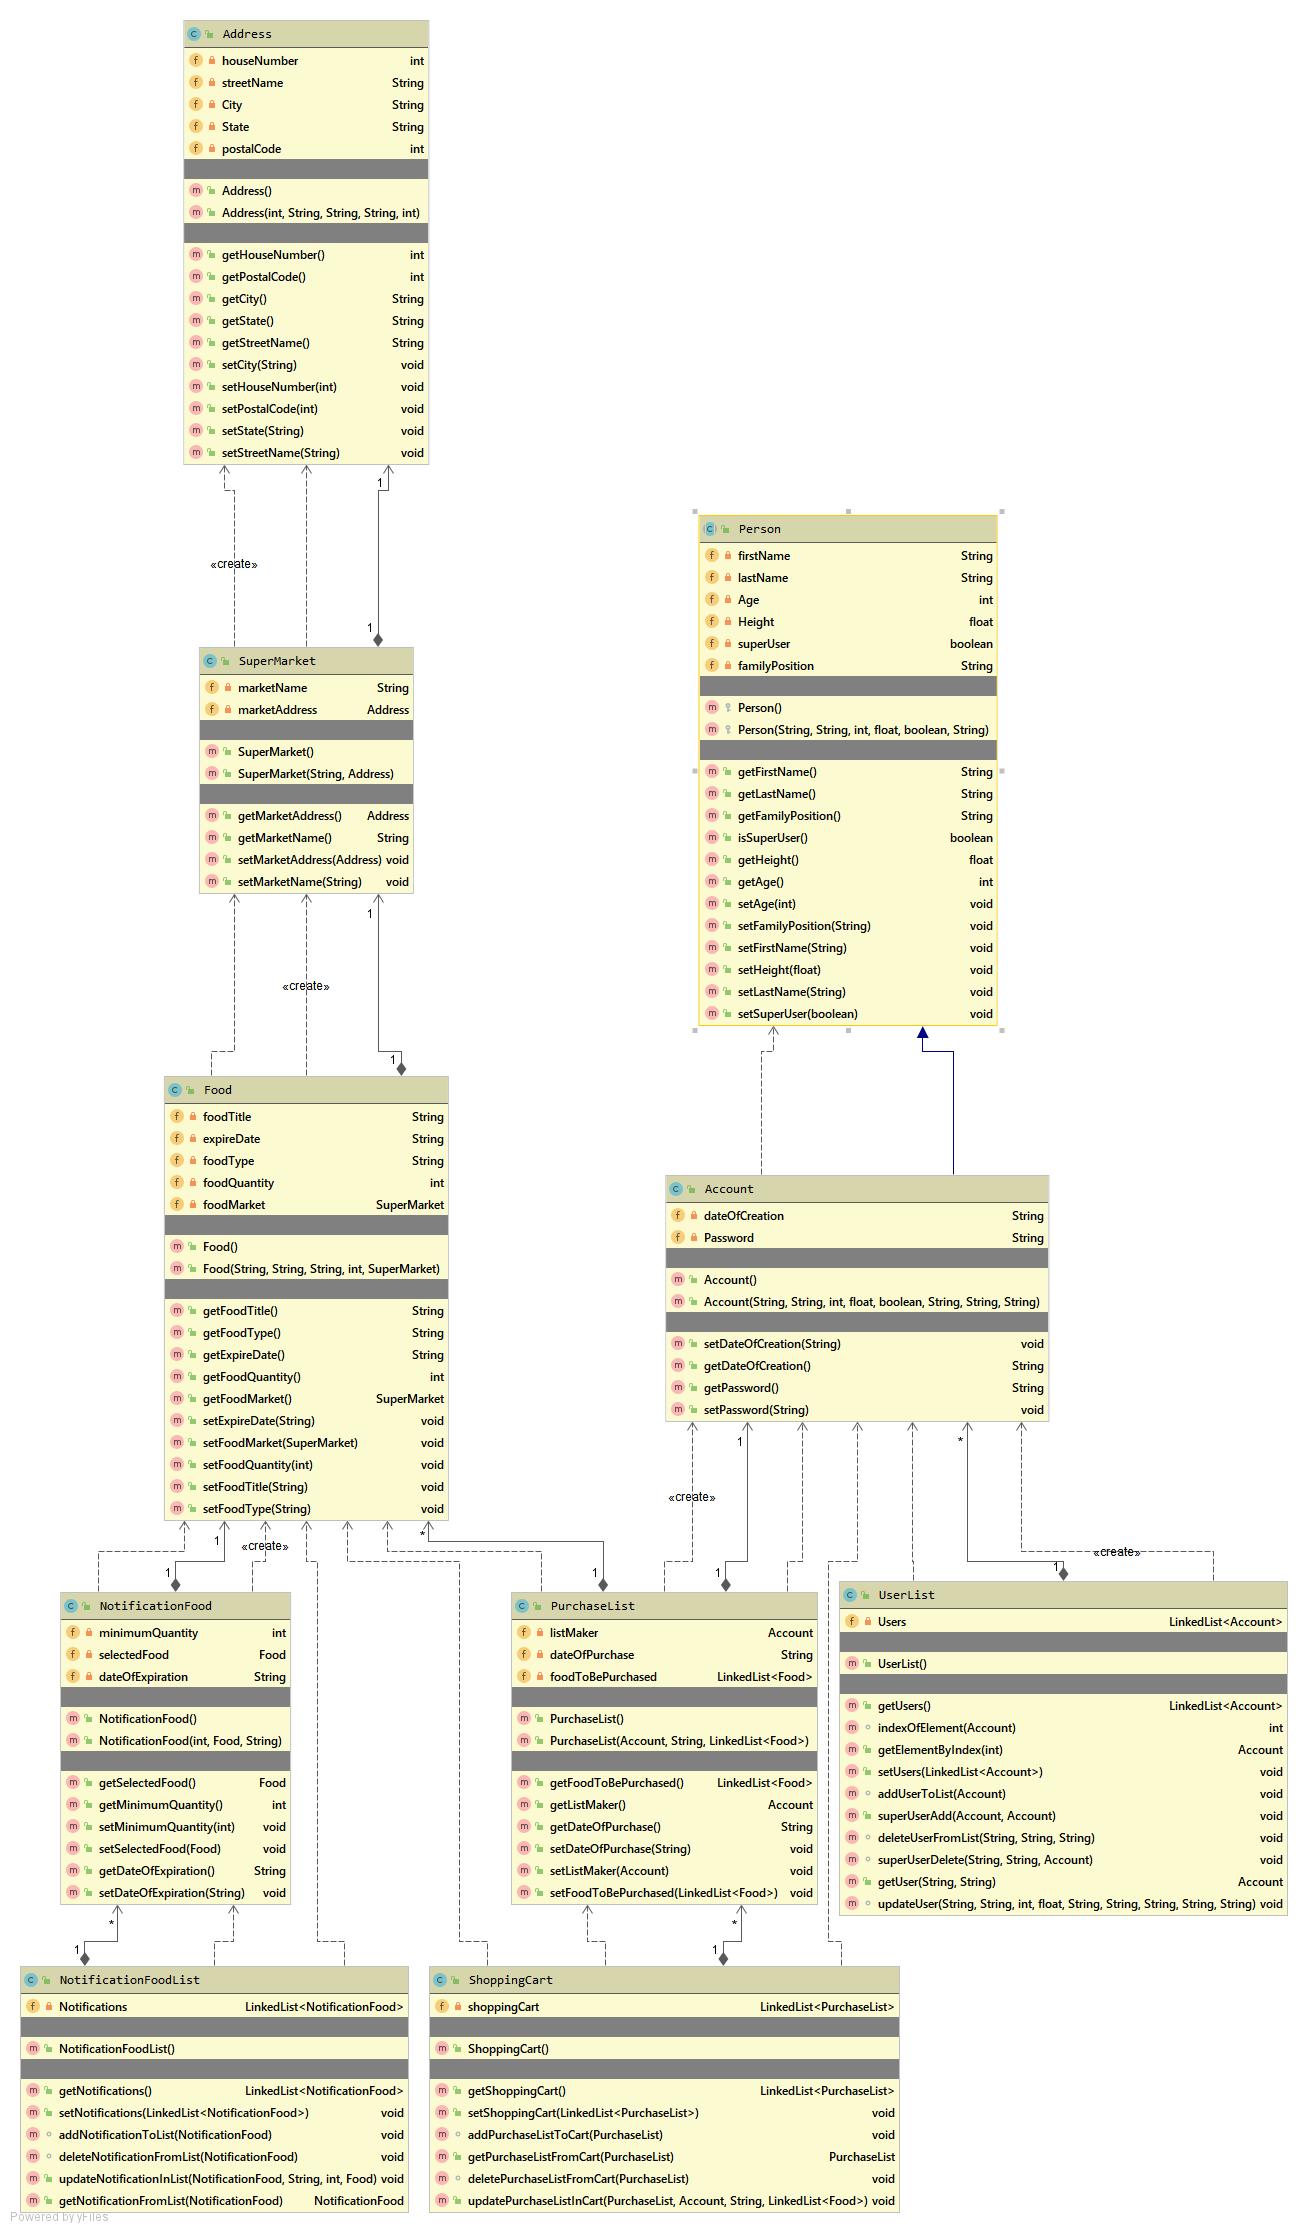 Address
houseNumber int
streetName String
City String
State String
postalCode int
Address()
Address(int, String, String, String, int)
getHouseNumber() int
getPostalCode() int
getCity() String
getState() String
getStreetName() String
setCity(String) void
setHouseNumber(int) void
setPostalCode(int) void
setState(String) void
setStreetName(String) void
1
«create»
1
SuperMarket
marketName String
marketAddress Address
SuperMarket()
SuperMarket(String, Address)
getMarketAddress() Address
getMarketName() String
setMarketAddress(Address) void
setMarketName(String) void
1
«create»
1
Person
firstName String
lastName String
Age int
Height float
superUser boolean
familyPosition String
Person()
Person(String, String, int, float, boolean, String)
getFirstName() String
getLastName() String
getFamilyPosition() String
isSuperUser() boolean
getHeight() float
getAge() int
setAge(int) void
setFamilyPosition(String) void
setFirstName(String) void
setHeight(float) void
setLastName(String) void
setSuperUser(boolean) void
Food
foodTitle String
expireDate String
foodType String
foodQuantity int
foodMarket SuperMarket
Food()
Food(String, String, String, int, SuperMarket)
getFoodTitle() String
getFoodType() String
getExpireDate() String
getFoodQuantity() int
getFoodMarket() SuperMarket
setExpireDate(String) void
setFoodMarket(SuperMarket) void
setFoodQuantity(int) void
setFoodTitle(String) void
setFoodType(String) void
Account
dateOfCreation String
Password String
Account()
Account(String, String, int, float, boolean, String, String, String)
setDateOfCreation(String) void
getDateOfCreation() String
getPassword() String
setPassword(String) void
1 *
«create»
«create»
1 «create» *
1 1 1 1
NotificationFood
minimumQuantity int
selectedFood Food
dateOfExpiration String
NotificationFood()
NotificationFood(int, Food, String)
getSelectedFood() Food
getMinimumQuantity() int
setMinimumQuantity(int) void
setSelectedFood(Food) void
getDateOfExpiration() String
setDateOfExpiration(String) void
PurchaseList
listMaker Account
dateOfPurchase String
foodToBePurchased LinkedList<Food>
PurchaseList()
PurchaseList(Account, String, LinkedList<Food>)
getFoodToBePurchased() LinkedList<Food>
getListMaker() Account
getDateOfPurchase() String
setDateOfPurchase(String) void
setListMaker(Account) void
setFoodToBePurchased(LinkedList<Food>) void
UserList
Users LinkedList<Account>
UserList()
getUsers() LinkedList<Account>
indexOfElement(Account) int
getElementByIndex(int) Account
setUsers(LinkedList<Account>) void
addUserToList(Account) void
superUserAdd(Account, Account) void
deleteUserFromList(String, String, String) void
superUserDelete(String, String, Account) void
getUser(String, String) Account
updateUser(String, String, int, float, String, String, String, String, String) void
* *
1 1
NotificationFoodList
Notifications LinkedList<NotificationFood>
NotificationFoodList()
getNotifications() LinkedList<NotificationFood>
setNotifications(LinkedList<NotificationFood>) void
addNotificationToList(NotificationFood) void
deleteNotificationFromList(NotificationFood) void
updateNotificationInList(NotificationFood, String, int, Food) void
getNotificationFromList(NotificationFood) NotificationFood
ShoppingCart
shoppingCart LinkedList<PurchaseList>
ShoppingCart()
getShoppingCart() LinkedList<PurchaseList>
setShoppingCart(LinkedList<PurchaseList>) void
addPurchaseListToCart(PurchaseList) void
getPurchaseListFromCart(PurchaseList) PurchaseList
deletePurchaseListFromCart(PurchaseList) void
updatePurchaseListInCart(PurchaseList, Account, String, LinkedList<Food>) void
Powered by yFiles